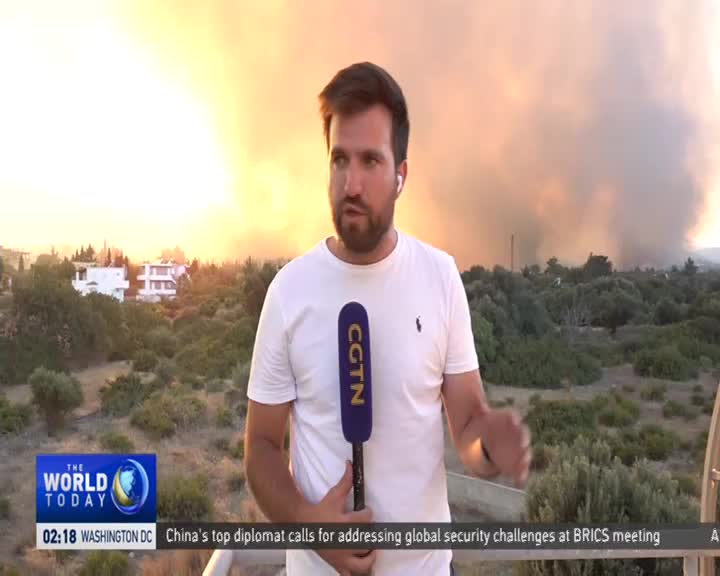 CGTN
THE
WORLD
TODAY
02:18 WASHINGTON DC
China's top diplomat calls for addressing global security challenges at BRICS meeting
A